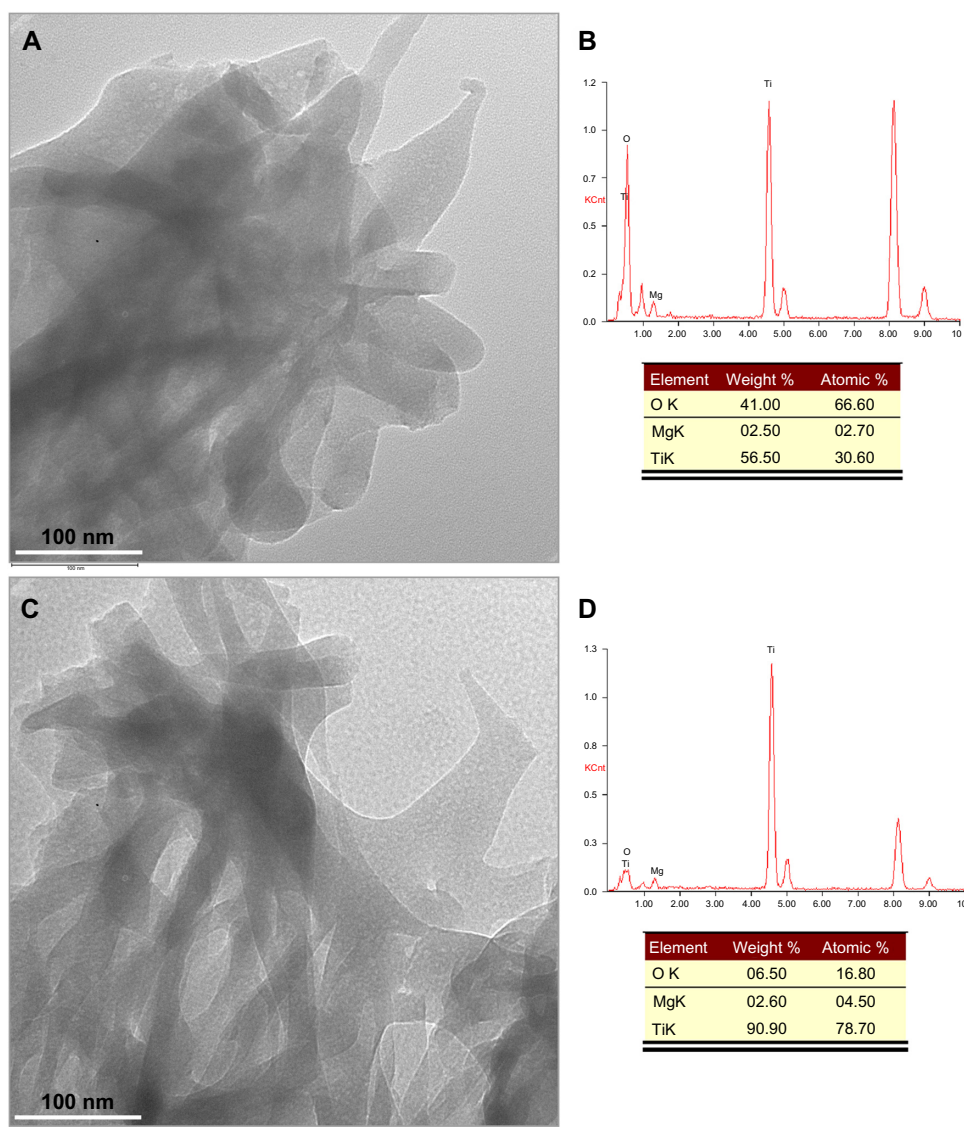 A
100 nm
100 nm
B
1.2
1.0
0.7
KCnt
0.5
0.2
0.0
O
Ti
Mg
Ti
1.00 2.00 3.00 4.00 5.00 6.00 7.00 8.00 9.00 10
Element Weight % Atomic %
O K 41.00 66.60
MgK 02.50 02.70
TiK 56.50 30.60
C
100 nm
D
1.3
1.0
0.8
KCnt
0.5
0.3
0.0
O
Ti
Mg
Ti
1.00 2.00 3.00 4.00 5.00 6.00 7.00 8.00 9.00 10
Element Weight % Atomic %
O K 06.50 16.80
MgK 02.60 04.50
TiK 90.90 78.70